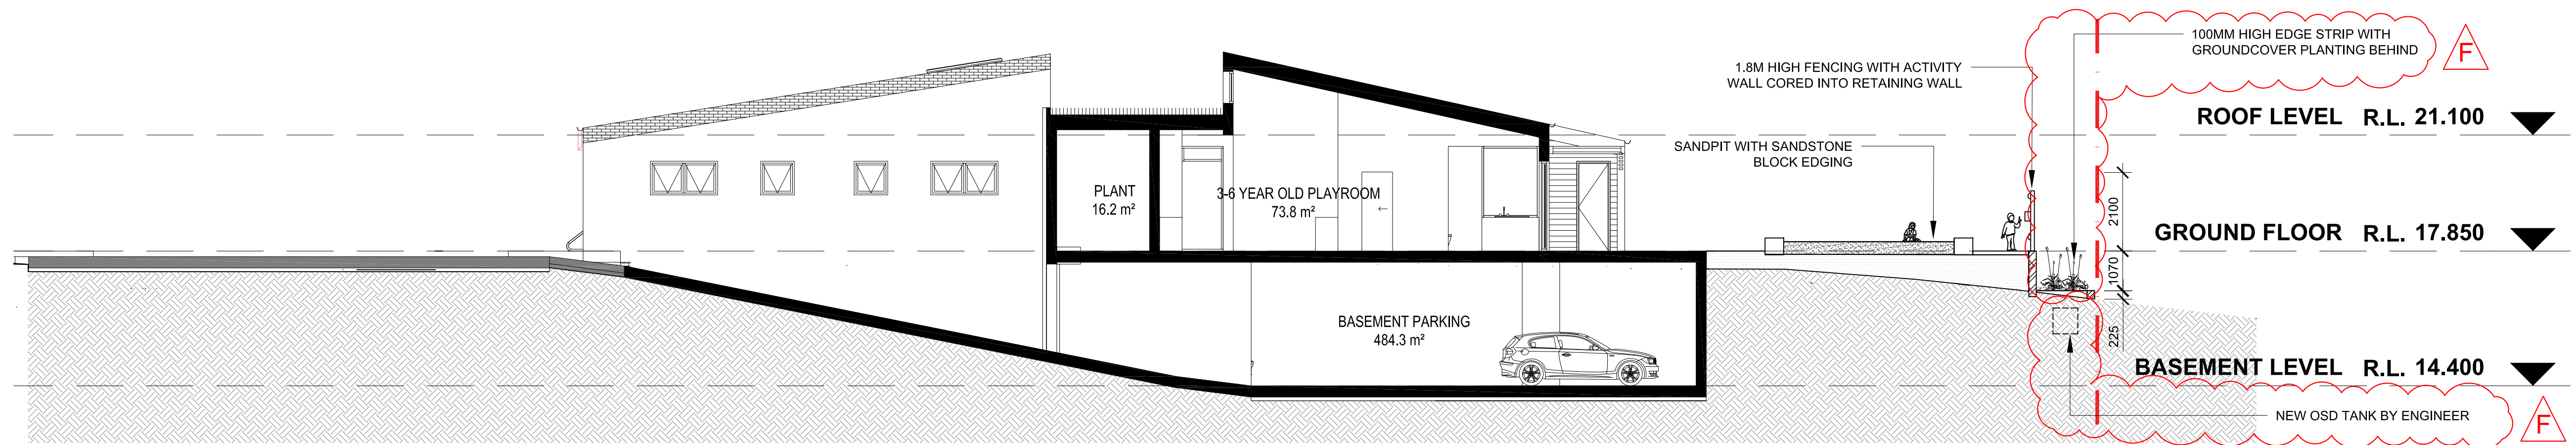 100MM HIGH EDGE STRIP WITH
GROUNDCOVER PLANTING BEHIND
F
1.8M HIGH FENCING WITH ACTIVITY
WALL CORED INTO RETAINING WALL
ROOF LEVEL R.L. 21.100
SANDPIT WITH SANDSTONE
BLOCK EDGING
PLANT
16.2 m²
3-6 YEAR OLD PLAYROOM
73.8 m²
2100
GROUND FLOOR R.L. 17.850
1070
BASEMENT PARKING
484.3 m²
225
BASEMENT LEVEL R.L. 14.400
NEW OSD TANK BY ENGINEER
F